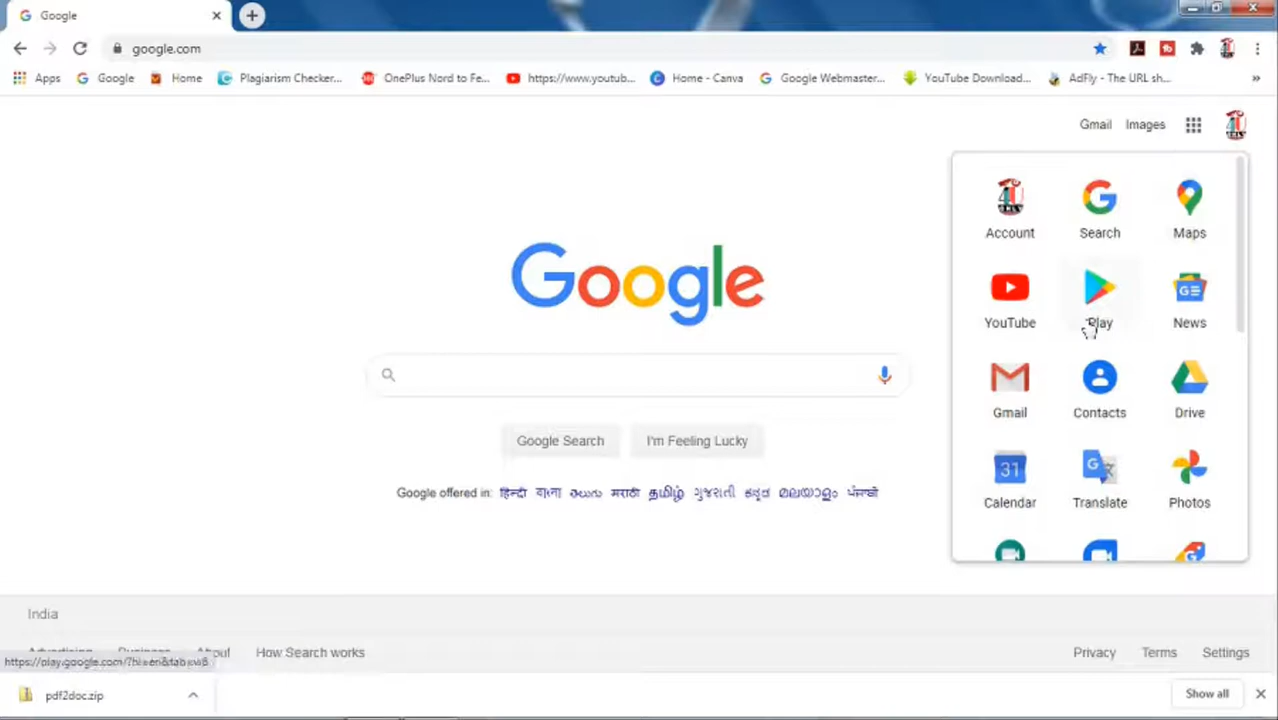 Google
google.com
Apps Google Home Plagiarism Checker... OnePlus Nord to Fe... https://www.youtub... Home - Canva Google Webmaster... YouTube Download... AdFly - The URL sh... »
Gmail Images
Account Search Maps
Google
YouTube Play News
Gmail Contacts Drive
Google Search I'm Feeling Lucky
31
Calendar Translate Photos
Google offered in: हिन्दी বাংলা తెలుగు मराठी தமிழ் ગુજરાતી ಕನ್ನಡ മലയാളം ਪੰਜਾਬੀ
India
About How Search works Privacy Terms Settings
pdf2doc.zip Show all